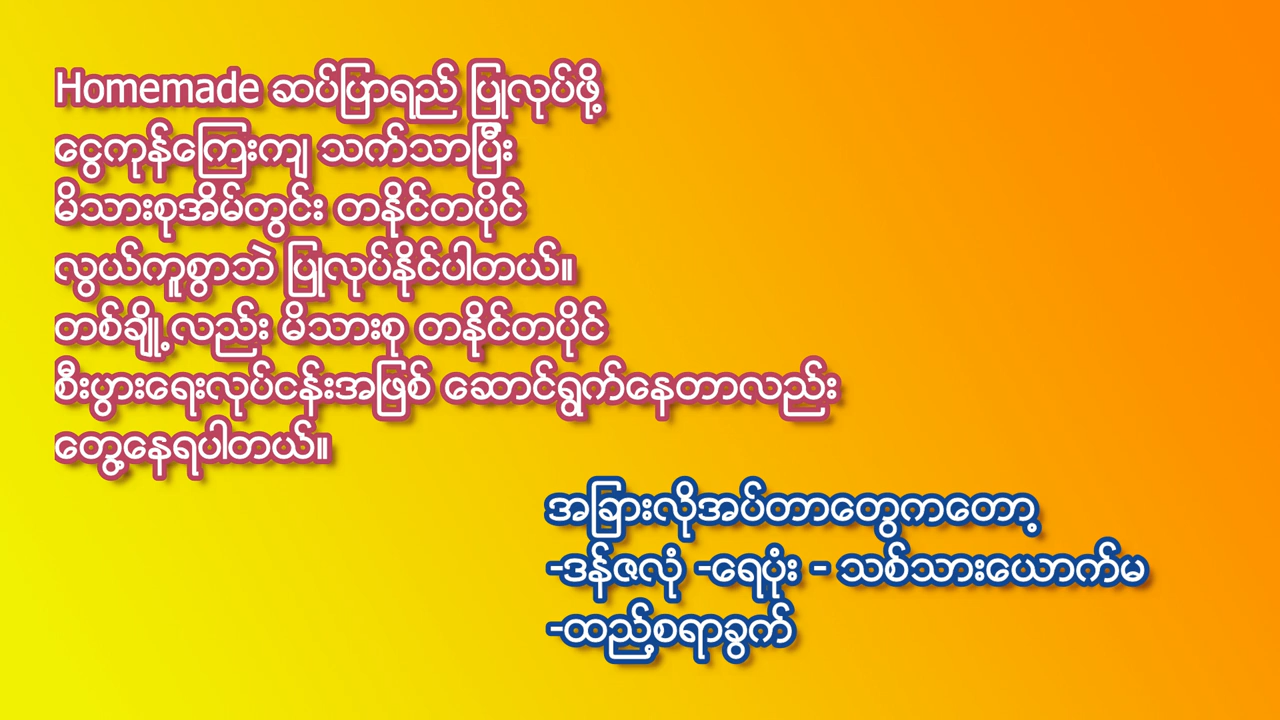 Homemade ဆပ်ပြာရည် ပြုလုပ်ဖို့
ငွေကုန်ကြေးကျ သက်သာပြီး
မိသားစုအိမ်တွင်း တနိုင်တပိုင်
လွယ်ကူစွာဘဲ ပြုလုပ်နိုင်ပါတယ်။
တစ်ချို့လည်း မိသားစု တနိုင်တပိုင်
စီးပွားရေးလုပ်ငန်းအဖြစ် ဆောင်ရွက်နေတာလည်း
တွေ့နေရပါတယ်။
အခြားလိုအပ်တာတွေကတော့
-ဒန်ဇလုံ -ရေပုံး - သစ်သားယောက်မ
-ထည့်စရာခွက်